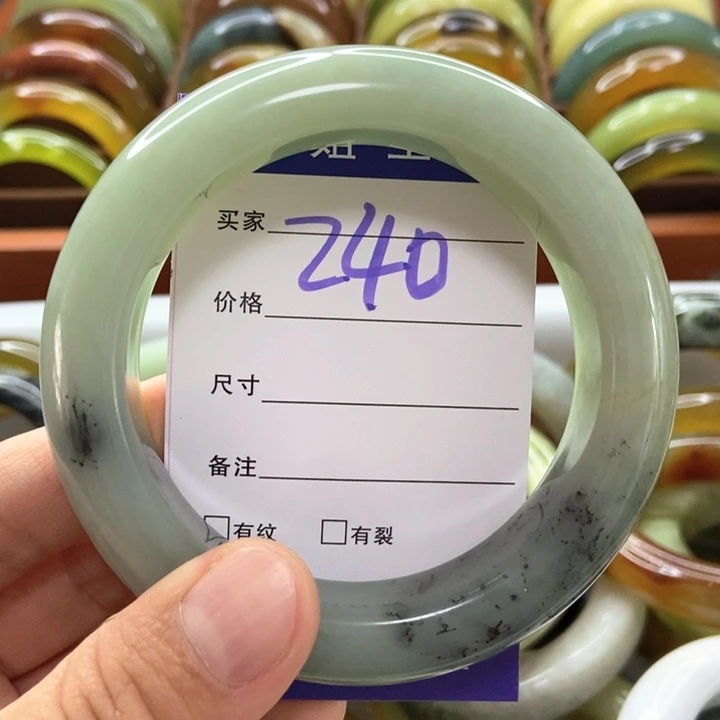 买家 240
价格
尺寸
备注
有纹 有裂